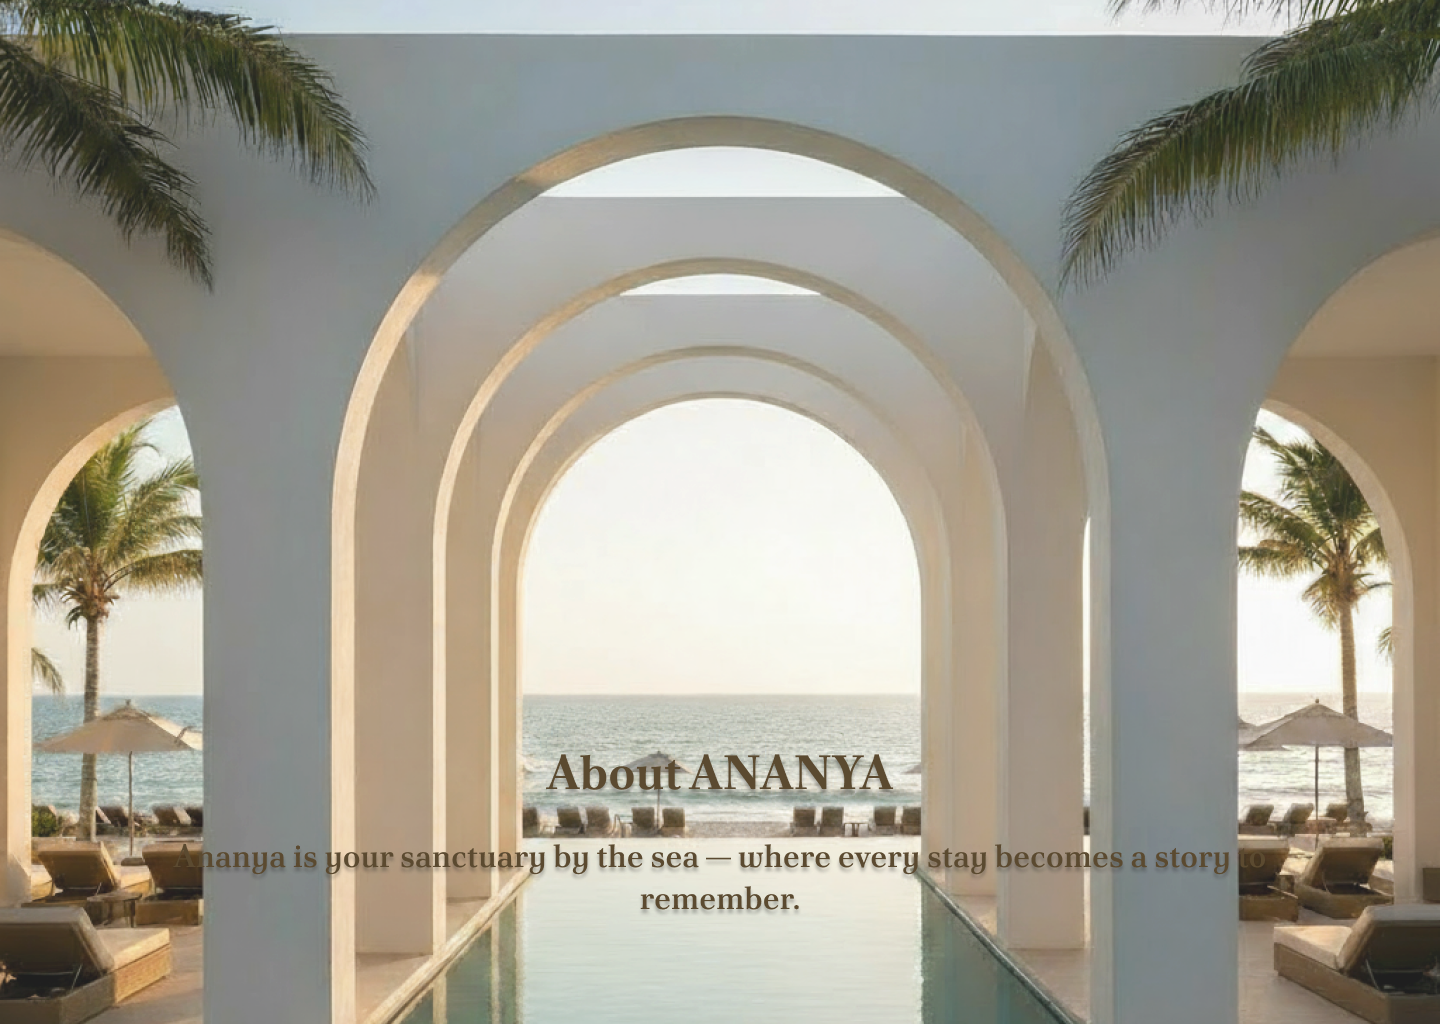 About ANANYA
Ananya is your sanctuary by the sea — where every stay becomes a story to
remember.